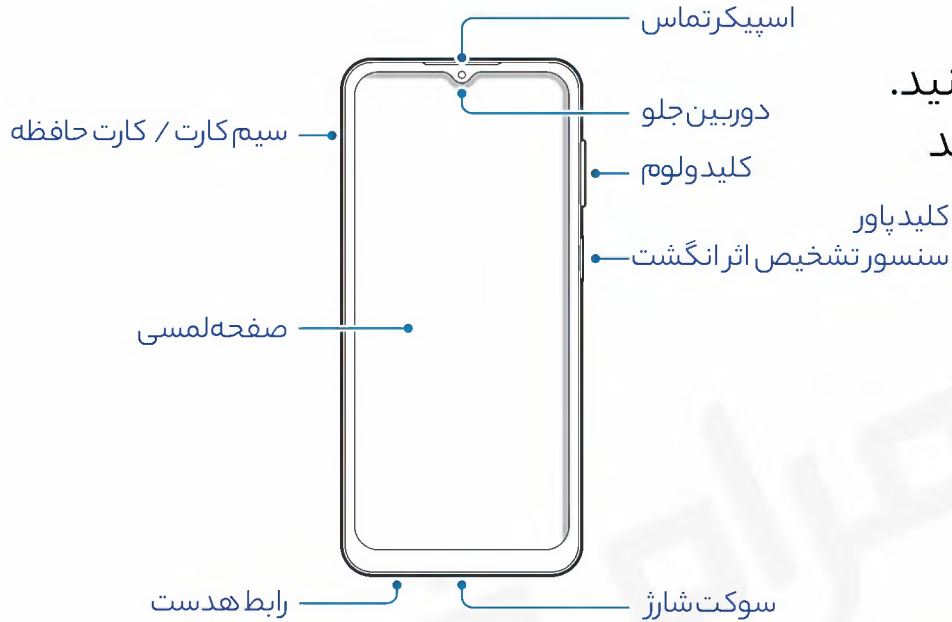 اسپیکر تماس
نید.
دوربین جلو
سیم کارت / کارت حافظه
د
کلید ولوم
کلید پاور
سنسور تشخیص اثر انگشت
صفحه لمسی
رابط هدست
سوکت شارژ